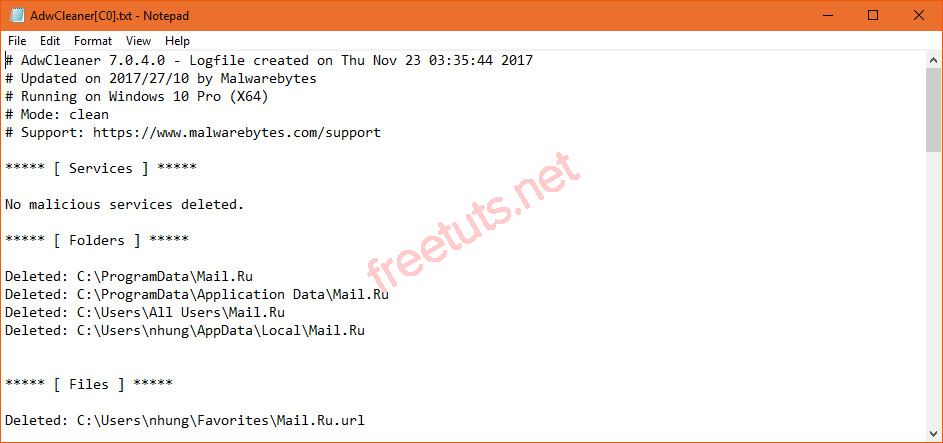 AdwCleaner[C0].txt - Notepad
File Edit Format View Help
# AdwCleaner 7.0.4.0 - Logfile created on Thu Nov 23 03:35:44 2017
# Updated on 2017/27/10 by Malwarebytes
# Running on Windows 10 Pro (X64)
# Mode: clean
# Support: https://www.malwarebytes.com/support
***** [ Services ] *****
No malicious services deleted.
***** [ Folders ] *****
Deleted: C:\ProgramData\Mail.Ru
Deleted: C:\ProgramData\Application Data\Mail.Ru
Deleted: C:\Users\All Users\Mail.Ru
Deleted: C:\Users\nhung\AppData\Local\Mail.Ru
***** [ Files ] *****
Deleted: C:\Users\nhung\Favorites\Mail.Ru.url
freetuts.net